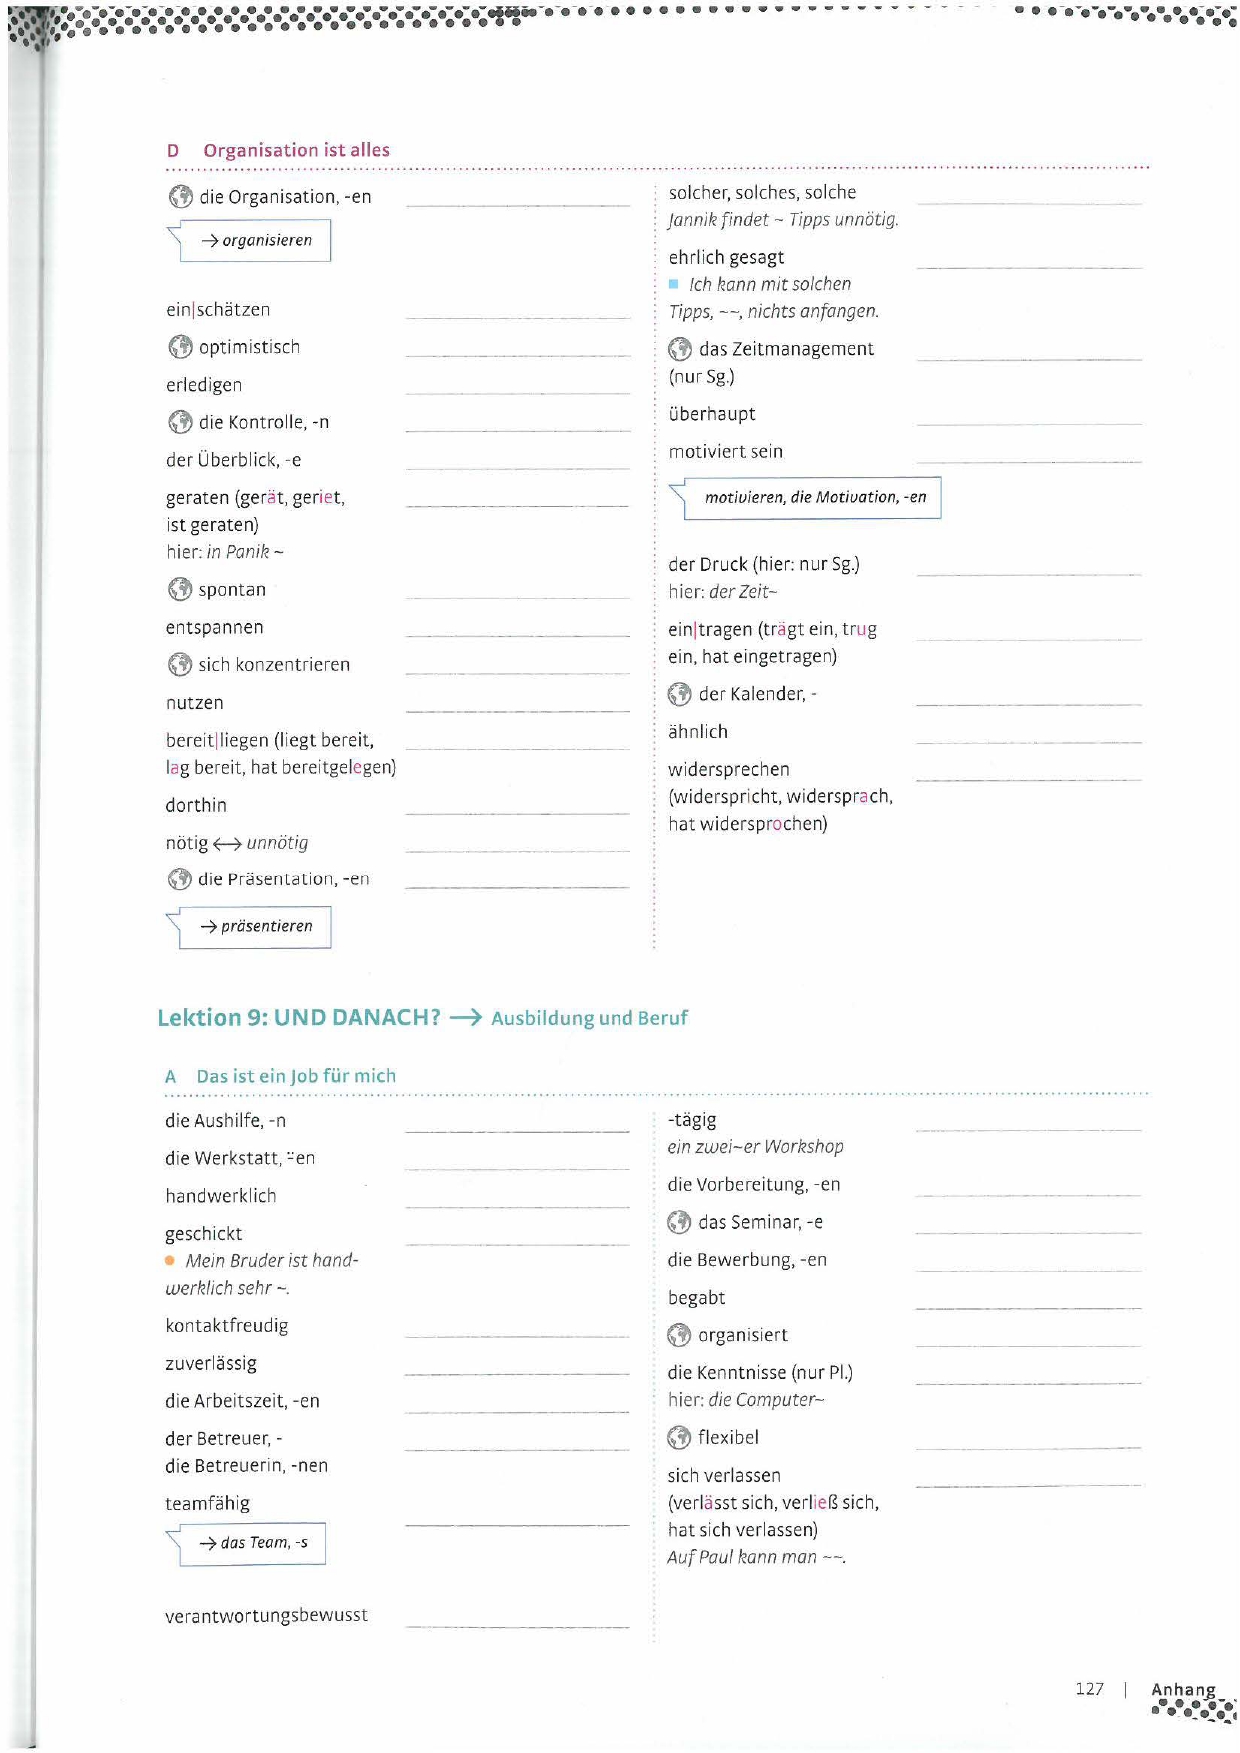 D Organisation ist alles
die Organisation, -en
→ organisieren
ein|schätzen
optimistisch
erledigen
die Kontrolle, -n
der Überblick, -e
geraten (gerät, geriet,
ist geraten)
hier: in Panik ~
spontan
entspannen
sich konzentrieren
nutzen
bereit|liegen (liegt bereit,
lag bereit, hat bereitgelegen)
dorthin
nötig ↔ unnötig
die Präsentation, -en
→ präsentieren
solcher, solches, solche
Jannik findet ~ Tipps unnötig.
ehrlich gesagt
Ich kann mit solchen
Tipps, ~~, nichts anfangen.
das Zeitmanagement
(nur Sg.)
überhaupt
motiviert sein
motivieren, die Motivation, -en
der Druck (hier: nur Sg.)
hier: der Zeit~
ein|tragen (trägt ein, trug
ein, hat eingetragen)
der Kalender, -
ähnlich
widersprechen
(widerspricht, widersprach,
hat widersprochen)
Lektion 9: UND DANACH? → Ausbildung und Beruf
A Das ist ein Job für mich
die Aushilfe, -n
die Werkstatt, ¨-en
handwerklich
geschickt
Mein Bruder ist hand-
werklich sehr ~.
kontaktfreudig
zuverlässig
die Arbeitszeit, -en
der Betreuer, -
die Betreuerin, -nen
teamfähig
→ das Team, -s
verantwortungsbewusst
-tägig
ein zwei~er Workshop
die Vorbereitung, -en
das Seminar, -e
die Bewerbung, -en
begabt
organisiert
die Kenntnisse (nur Pl.)
hier: die Computer~
flexibel
sich verlassen
(verlässt sich, verließ sich,
hat sich verlassen)
Auf Paul kann man ~~.
127 | Anhang